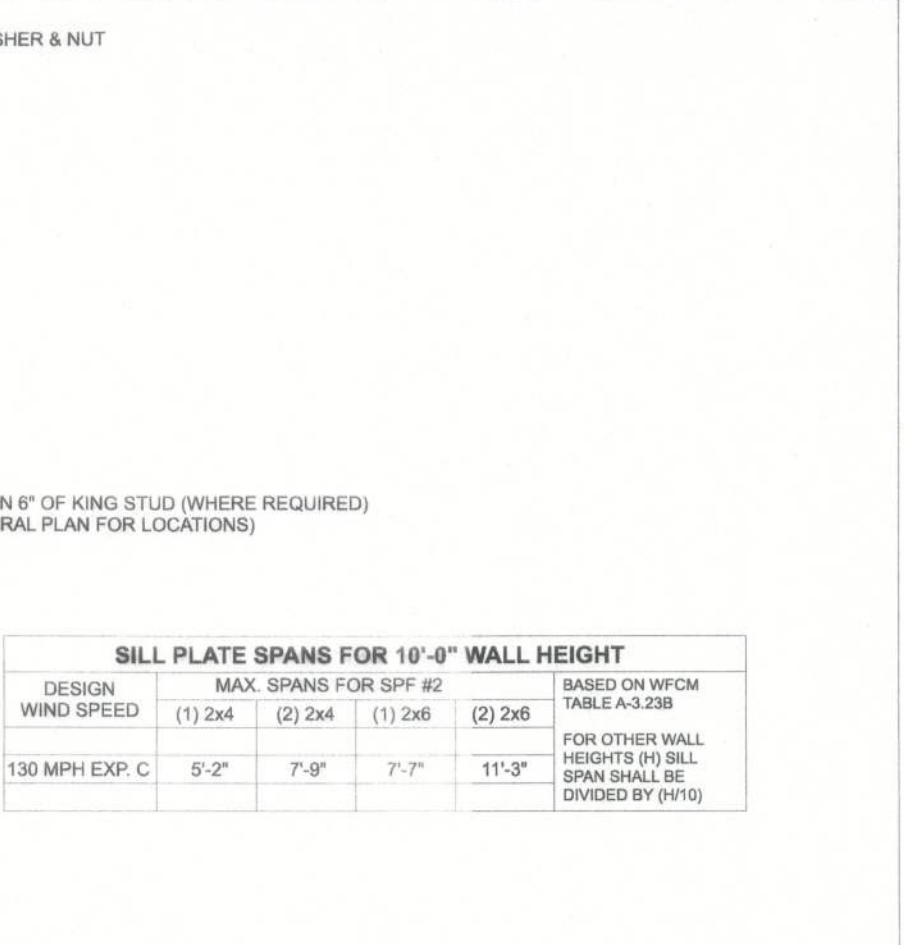 SHER & NUT
N 6" OF KING STUD (WHERE REQUIRED)
RAL PLAN FOR LOCATIONS)
SILL PLATE SPANS FOR 10'-0" WALL HEIGHT
DESIGN WIND SPEED
MAX. SPANS FOR SPF #2
(1) 2x4 (2) 2x4 (1) 2x6 (2) 2x6
130 MPH EXP. C 5'-2" 7'-9" 7'-7" 11'-3"
BASED ON WFCM
TABLE A-3.23B
FOR OTHER WALL
HEIGHTS (H) SILL
SPAN SHALL BE
DIVIDED BY (H/10)